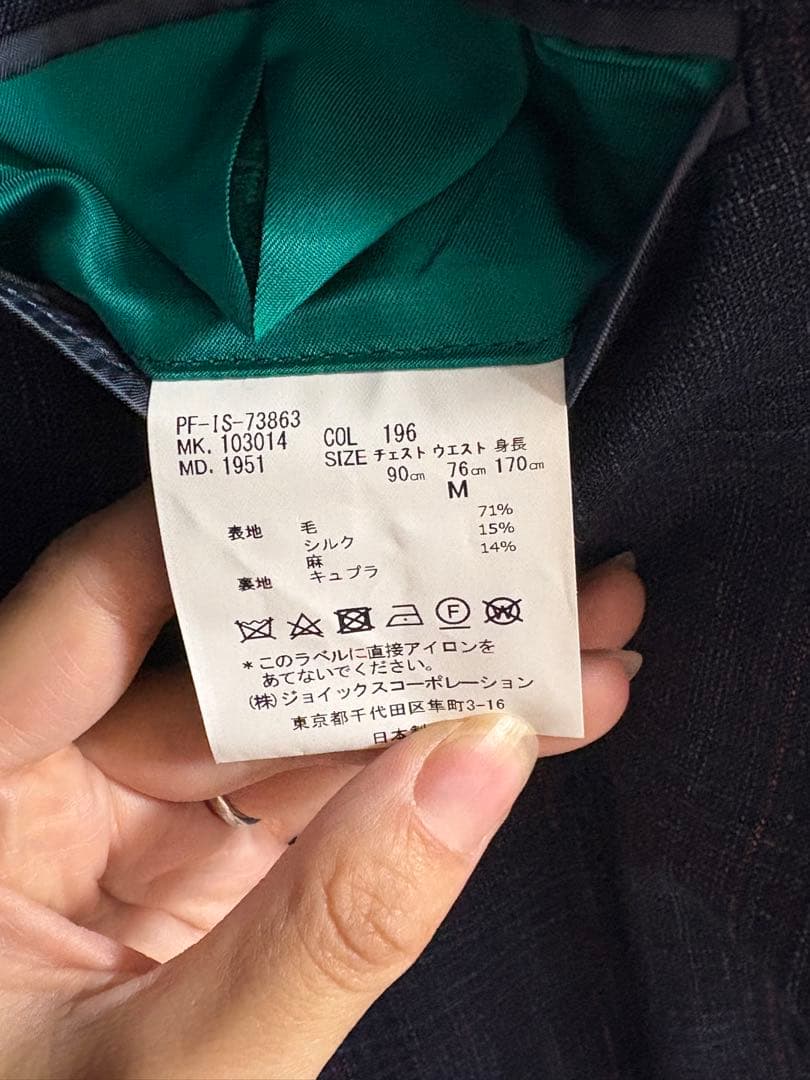 PF-IS-73863
MK. 103014 COL 196
MD. 1951 SIZE チェスト ウエスト 身長
90cm 76cm 170cm
M
表地 毛 71%
シルク 15%
麻 14%
裏地 キュプラ
F W
*このラベルに直接アイロンを
あてないでください。
(株)ジョイックスコーポレーション
東京都千代田区隼町3-16
日本